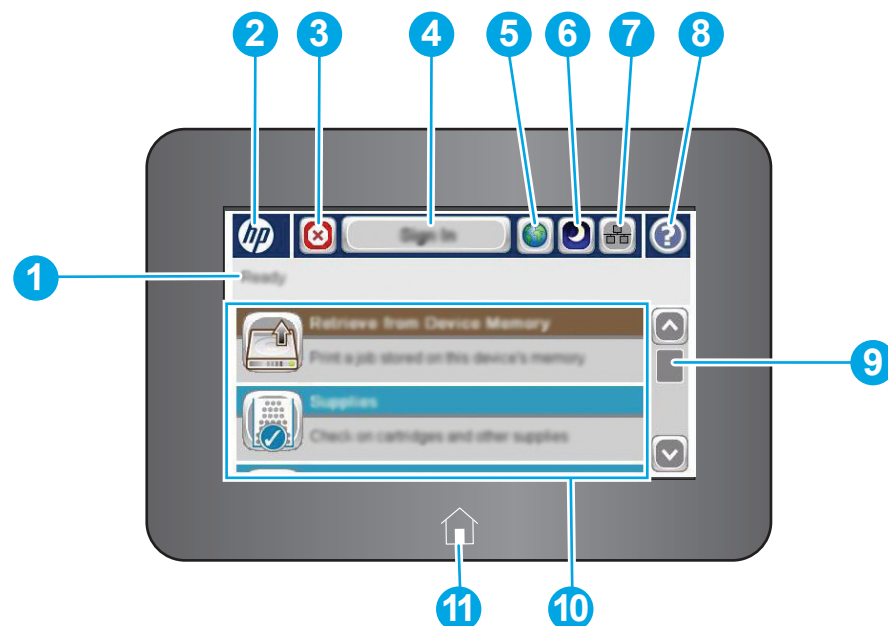 2 3 4 5 6 7 8
hp Sign In ?
1
Ready
Retrieve from Device Memory
Print a job stored on this device's memory
9
Supplies
Check on cartridges and other supplies
11 10